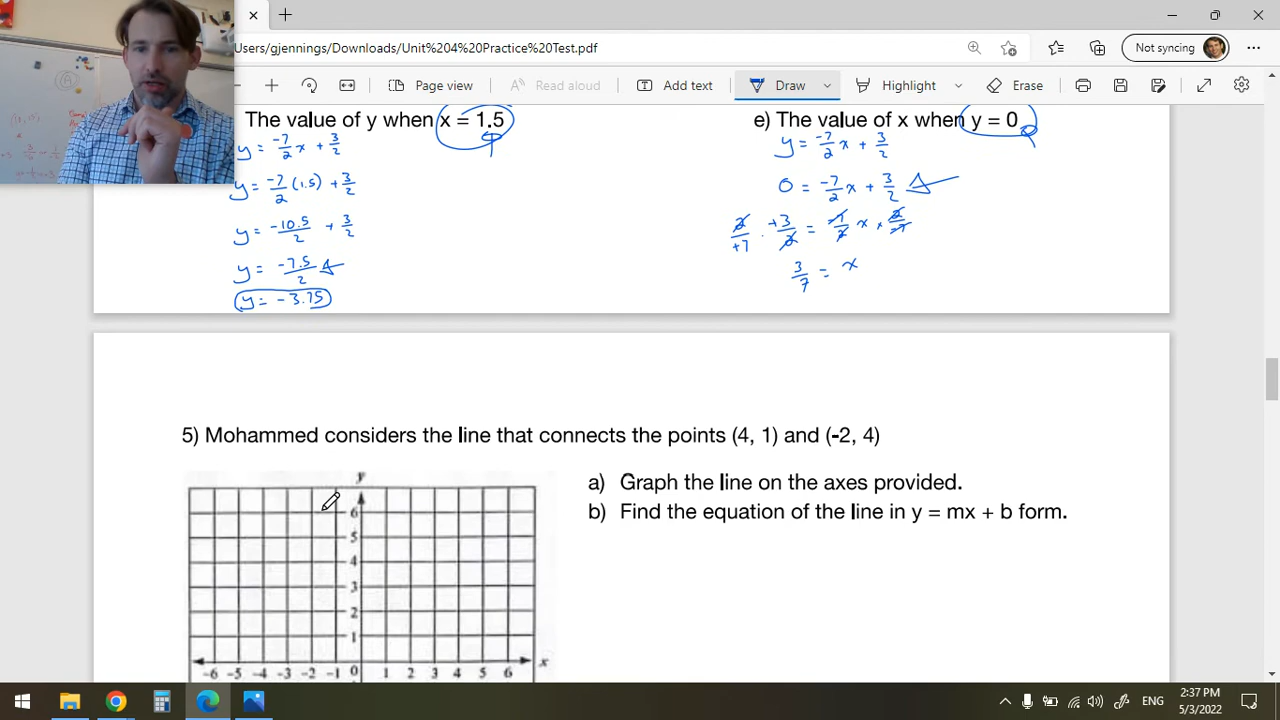 Users/gjennings/Downloads/Unit%204%20Practice%20Test.pdf
Not syncing
Page view
Read aloud
Add text
Draw
Highlight
Erase
The value of y when x = 1.5
y = -7/2 x + 3/2
y = -7/2 (1.5) + 3/2
y = -10.5/2 + 3/2
y = -7.5/2
y = -3.75
e) The value of x when y = 0
y = -7/2 x + 3/2
0 = -7/2 x + 3/2
3/7 = x
5) Mohammed considers the line that connects the points (4, 1) and (-2, 4)
a) Graph the line on the axes provided.
b) Find the equation of the line in y = mx + b form.
y
6
5
4
3
2
1
-6 -5 -4 -3 -2 -1 0 1 2 3 4 5 6 x
ENG
2:37 PM
5/3/2022